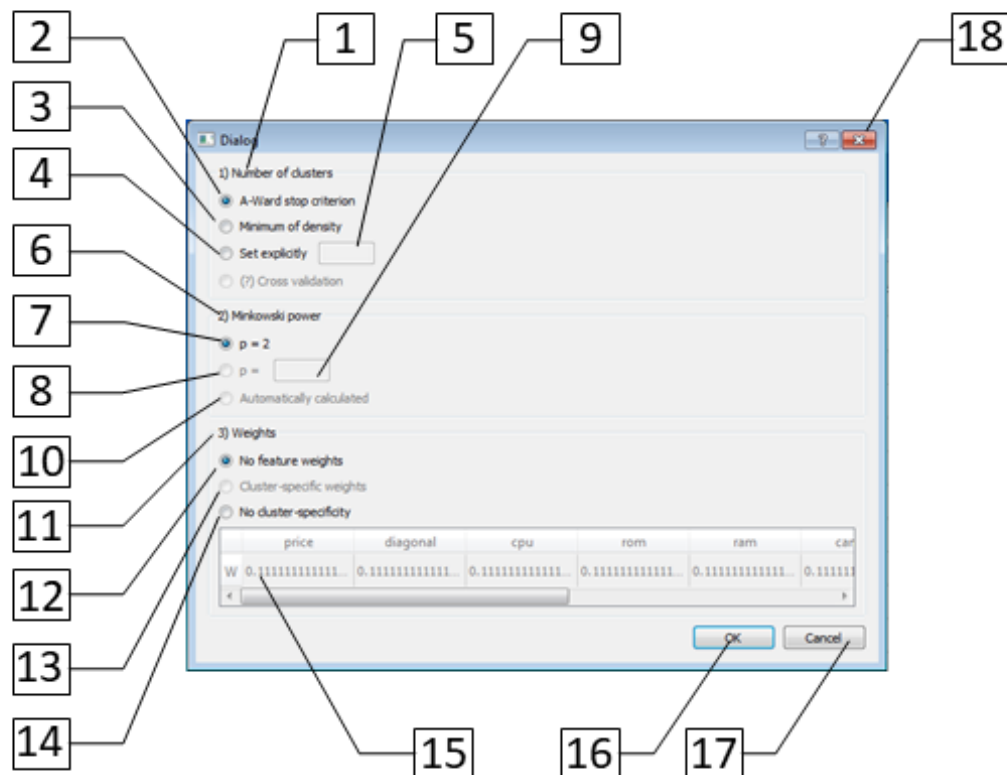 2
1
5
9
18
3
4
6
7
8
10
11
12
13
14
15
16
17
Dialog
?
1) Number of clusters
A-Ward stop criterion
Minimum of density
Set explicitly
(?) Cross validation
2) Minkowski power
p = 2
p =
Automatically calculated
3) Weights
No feature weights
Cluster-specific weights
No cluster-specificity
price diagonal cpu rom ram car
W 0.111111111111... 0.111111111111... 0.111111111111... 0.111111111111... 0.111111111111... 0.111111
OK Cancel